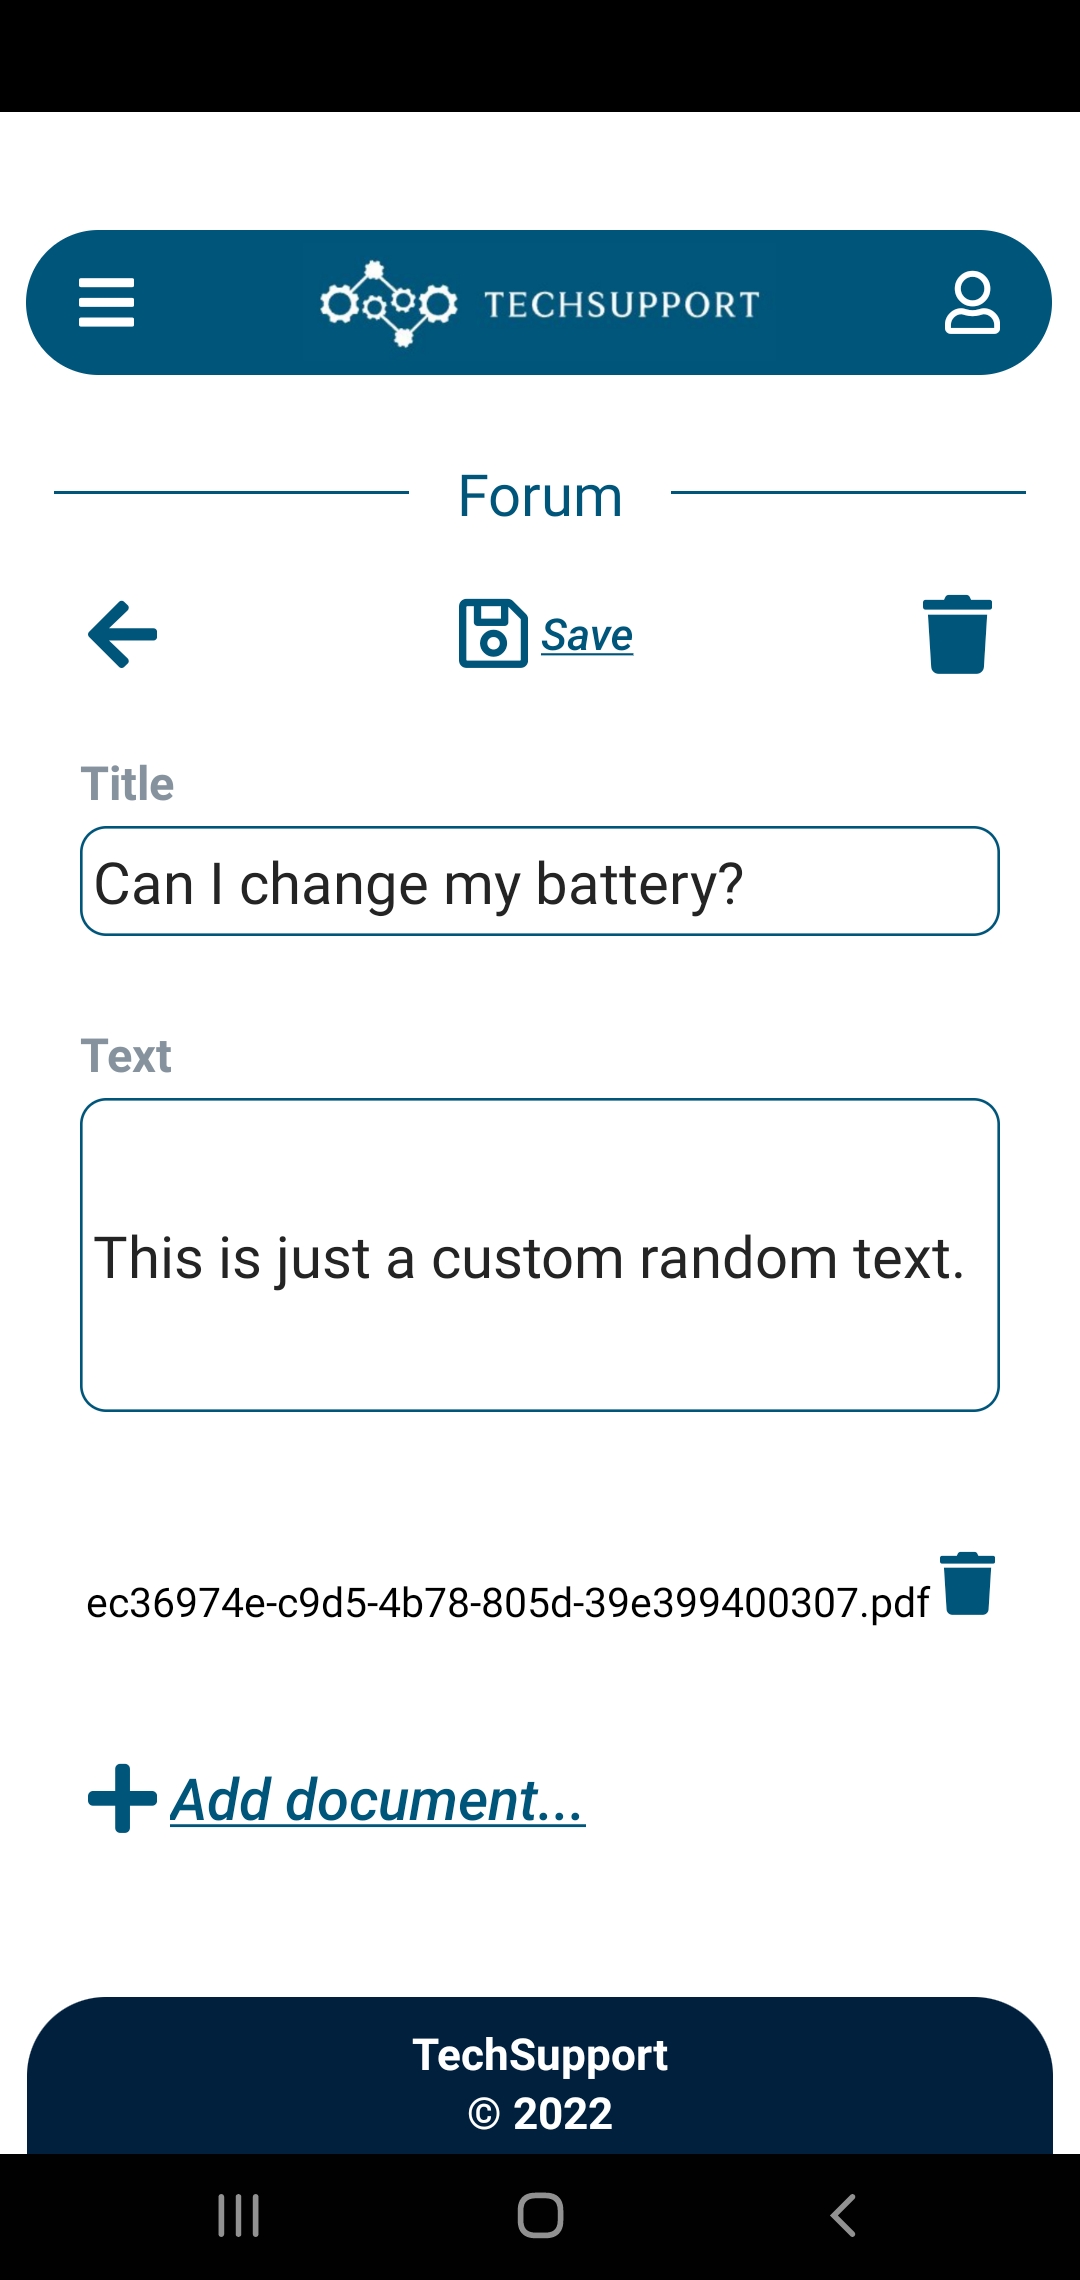 TECHSUPPORT
Forum
Save
Title
Can I change my battery?
Text
This is just a custom random text.
ec36974e-c9d5-4b78-805d-39e399400307.pdf
Add document...
TechSupport
© 2022